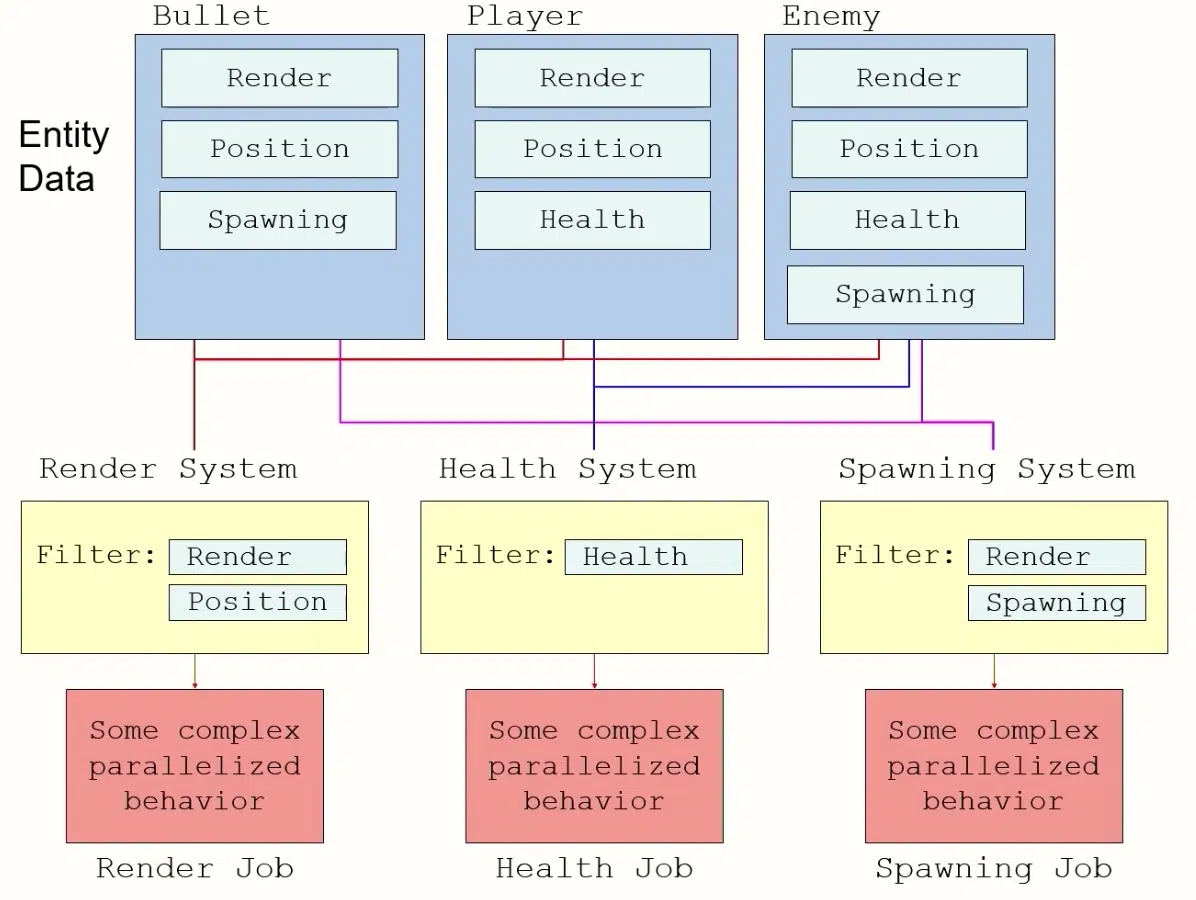 Bullet
Player
Enemy
Entity
Data
Render
Position
Spawning
Render
Position
Health
Render
Position
Health
Spawning
Render System
Filter:
Render
Position
Health System
Filter:
Health
Spawning System
Filter:
Render
Spawning
Some complex
parallelized
behavior
Render Job
Some complex
parallelized
behavior
Health Job
Some complex
parallelized
behavior
Spawning Job